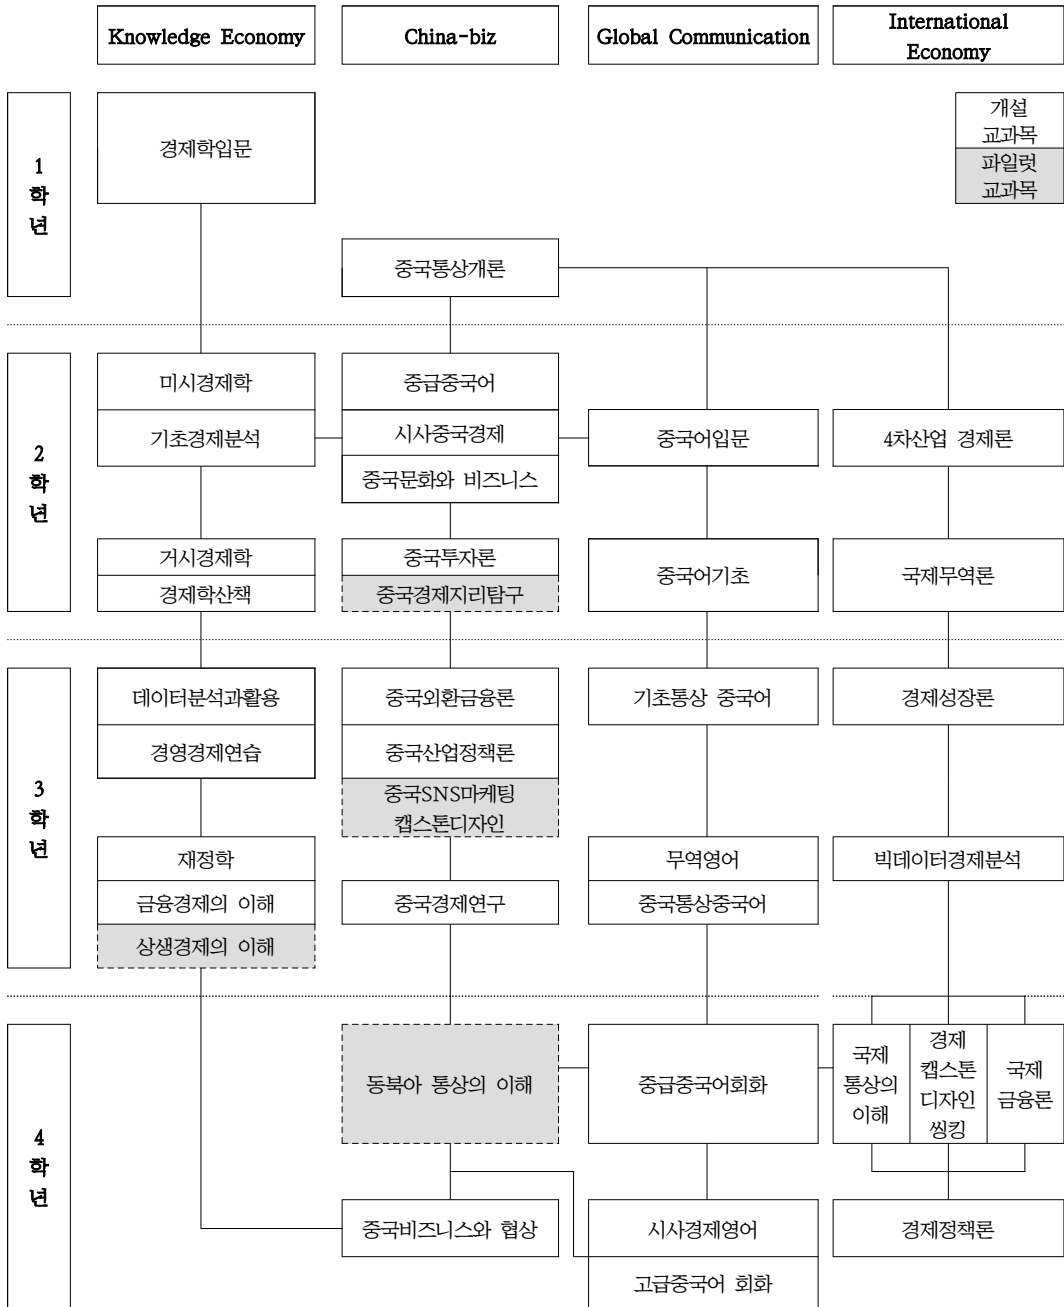 Knowledge Economy
China-biz
Global Communication
International
Economy
1
학
년
경제학입문
개설
교과목
파일럿
교과목
중국통상개론
2
학
년
미시경제학
기초경제분석
중급중국어
시사중국경제
중국문화와 비즈니스
중국어입문
4차산업 경제론
거시경제학
경제학산책
중국투자론
중국경제지리탐구
중국어기초
국제무역론
3
학
년
데이터분석과활용
경영경제연습
중국외환금융론
중국산업정책론
중국SNS마케팅
캡스톤디자인
기초통상 중국어
경제성장론
재정학
금융경제의 이해
상생경제의 이해
중국경제연구
무역영어
중국통상중국어
빅데이터경제분석
4
학
년
동북아 통상의 이해
중급중국어회화
국제
통상의
이해
경제
캡스톤
디자인
씽킹
국제
금융론
중국비즈니스와 협상
시사경제영어
고급중국어 회화
경제정책론